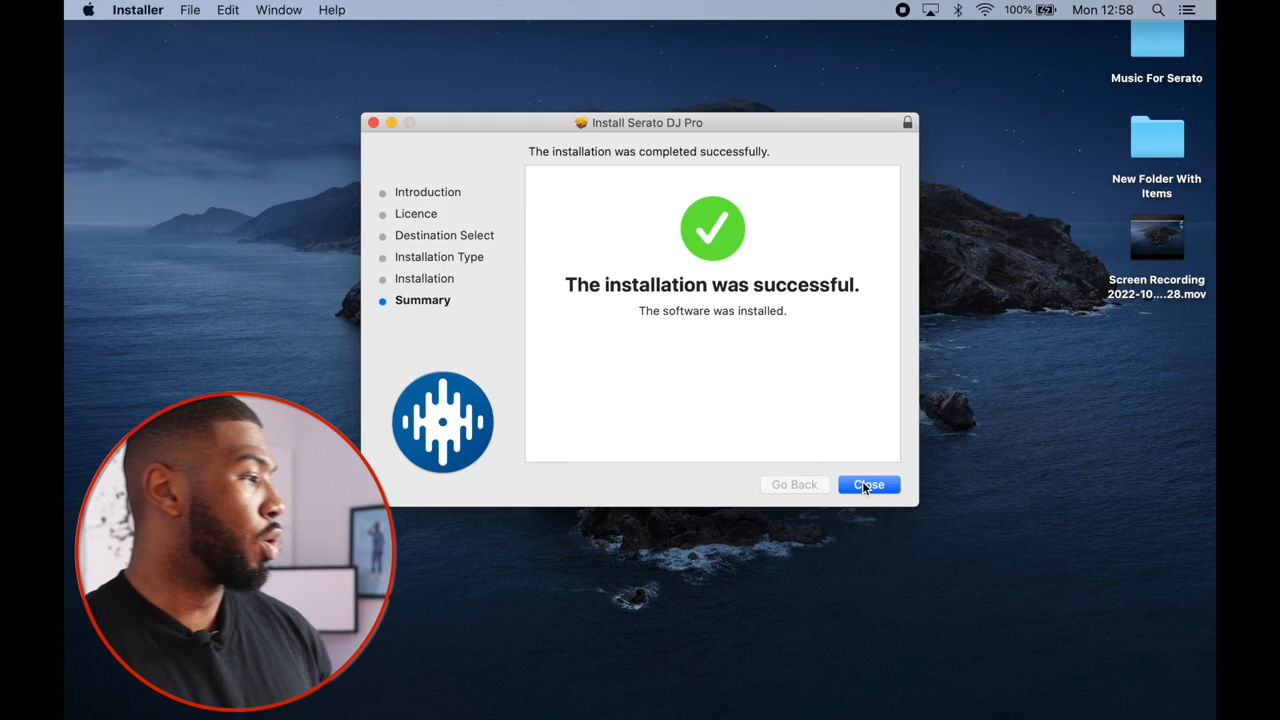 Installer File Edit Window Help
100% Mon 12:58
Music For Serato
New Folder With
Items
Screen Recording
2022-10....28.mov
Install Serato DJ Pro
The installation was completed successfully.
Introduction
Licence
Destination Select
Installation Type
Installation
Summary
The installation was successful.
The software was installed.
Go Back
Close